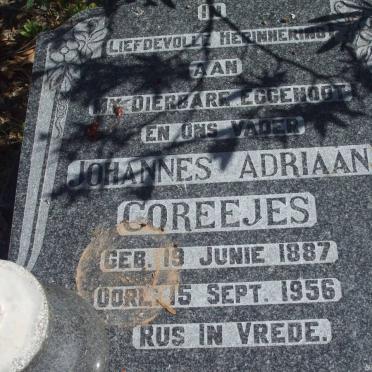 IN
LIEFDEVOLLE HERINNERING
AAN
MY DIERBARE EGGENOOT
EN ONS VADER
JOHANNES ADRIAAN
COREEJES
GEB. 19 JUNIE 1887
OORL. 15 SEPT. 1956
RUS IN VREDE.